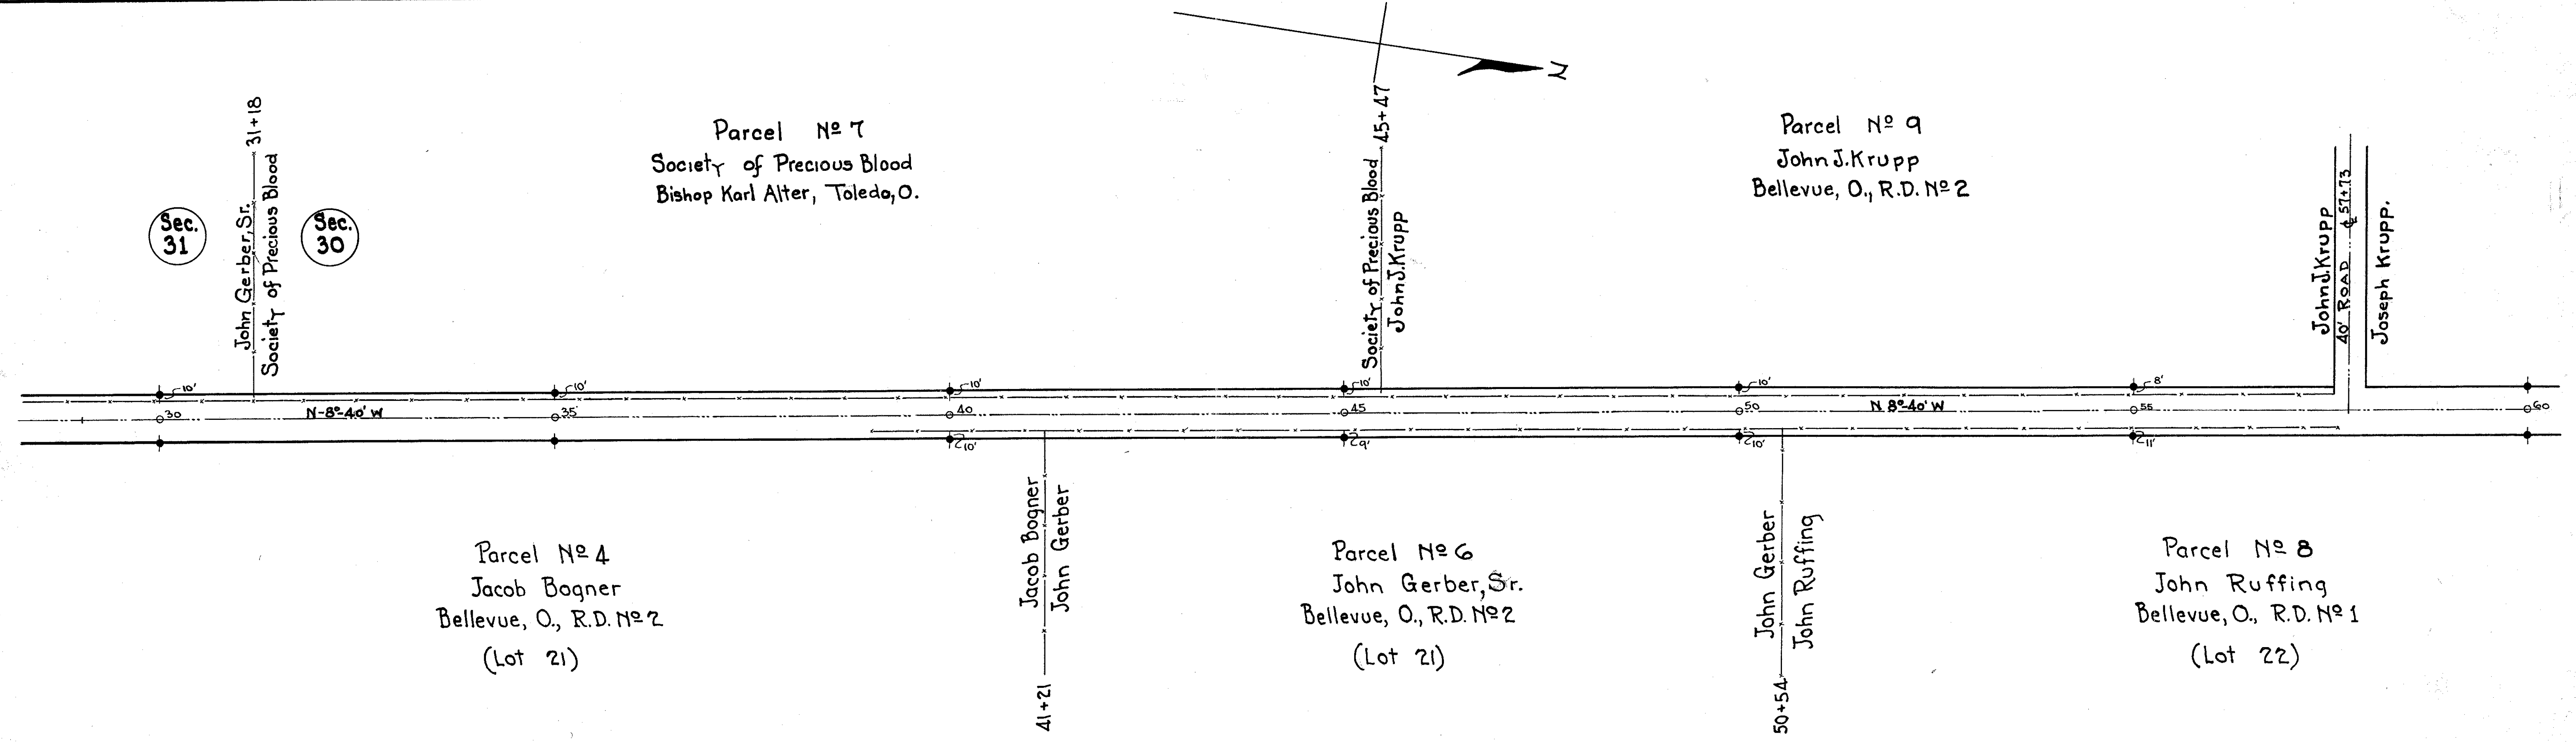 N
31+18
John Gerber, Sr.
Society of Precious Blood
Sec.
31
Sec.
30
Parcel Nº 7
Society of Precious Blood
Bishop Karl Alter, Toledo, O.
45+47
Society of Precious Blood
John J. Krupp
Parcel Nº 9
John J. Krupp
Bellevue, O., R.D. Nº 2
John J. Krupp
40' ROAD ℄ 57+73
Joseph Krupp.
10'
10'
10'
10'
10'
8'
30
N-8º-40' W
35
40
45
50
N 8º-40' W
55
60
10'
9'
10'
11'
Parcel Nº 4
Jacob Bogner
Bellevue, O., R.D. Nº 2
(Lot 21)
Jacob Bogner
John Gerber
41+21
Parcel Nº 6
John Gerber, Sr.
Bellevue, O., R.D. Nº 2
(Lot 21)
John Gerber
John Ruffing
50+54
Parcel Nº 8
John Ruffing
Bellevue, O., R.D. Nº 1
(Lot 22)